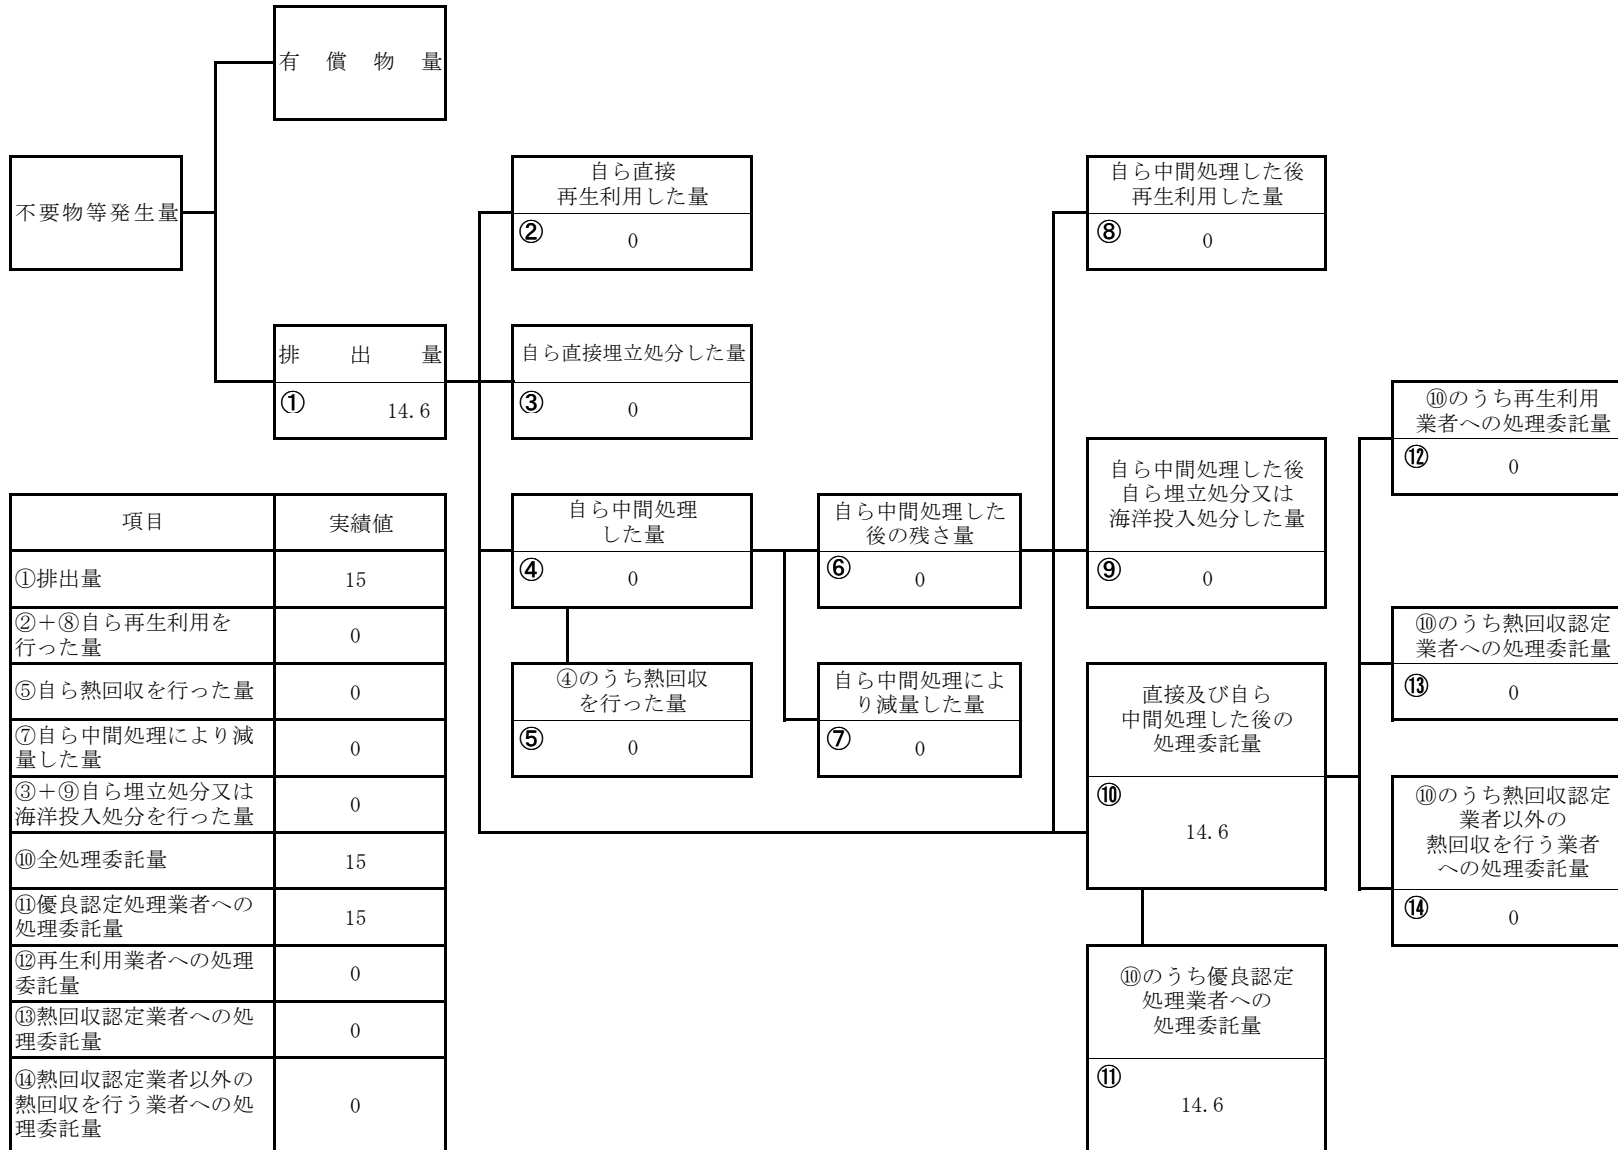 有償物量
不要物等発生量
排出量
① 14.6
自ら直接
再生利用した量
② 0
自ら直接埋立処分した量
③ 0
自ら中間処理
した量
④ 0
④のうち熱回収
を行った量
⑤ 0
自ら中間処理した
後の残さ量
⑥ 0
自ら中間処理によ
り減量した量
⑦ 0
自ら中間処理した後
再生利用した量
⑧ 0
自ら中間処理した後
自ら埋立処分又は
海洋投入処分した量
⑨ 0
直接及び自ら
中間処理した後の
処理委託量
⑩
14.6
⑩のうち優良認定
処理業者への
処理委託量
⑪
14.6
⑩のうち再生利用
業者への処理委託量
⑫ 0
⑩のうち熱回収認定
業者への処理委託量
⑬ 0
⑩のうち熱回収認定
業者以外の
熱回収を行う業者
への処理委託量
⑭ 0
項目 実績値
①排出量 15
②+⑧自ら再生利用を
行った量 0
⑤自ら熱回収を行った量 0
⑦自ら中間処理により減
量した量 0
③+⑨自ら埋立処分又は
海洋投入処分を行った量 0
⑩全処理委託量 15
⑪優良認定処理業者への
処理委託量 15
⑫再生利用業者への処理
委託量 0
⑬熱回収認定業者への処
理委託量 0
⑭熱回収認定業者以外の
熱回収を行う業者への処
理委託量 0